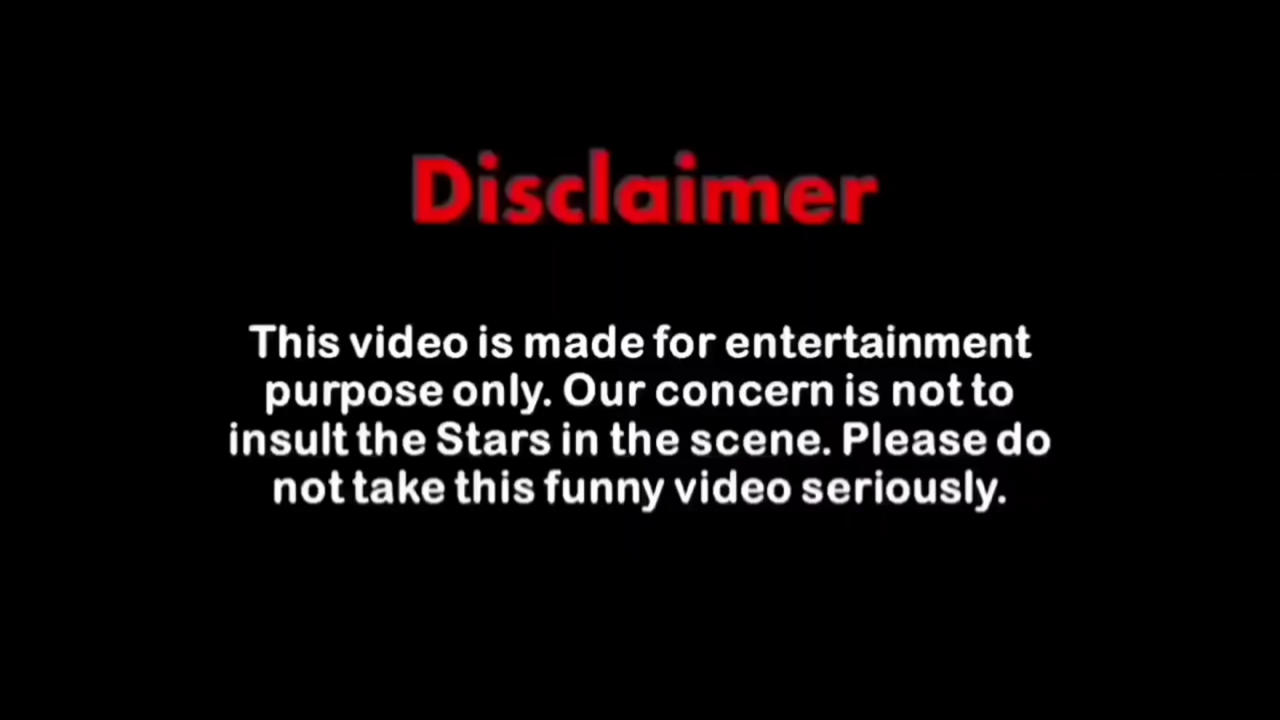 Disclaimer
This video is made for entertainment
purpose only. Our concern is not to
insult the Stars in the scene. Please do
not take this funny video seriously.